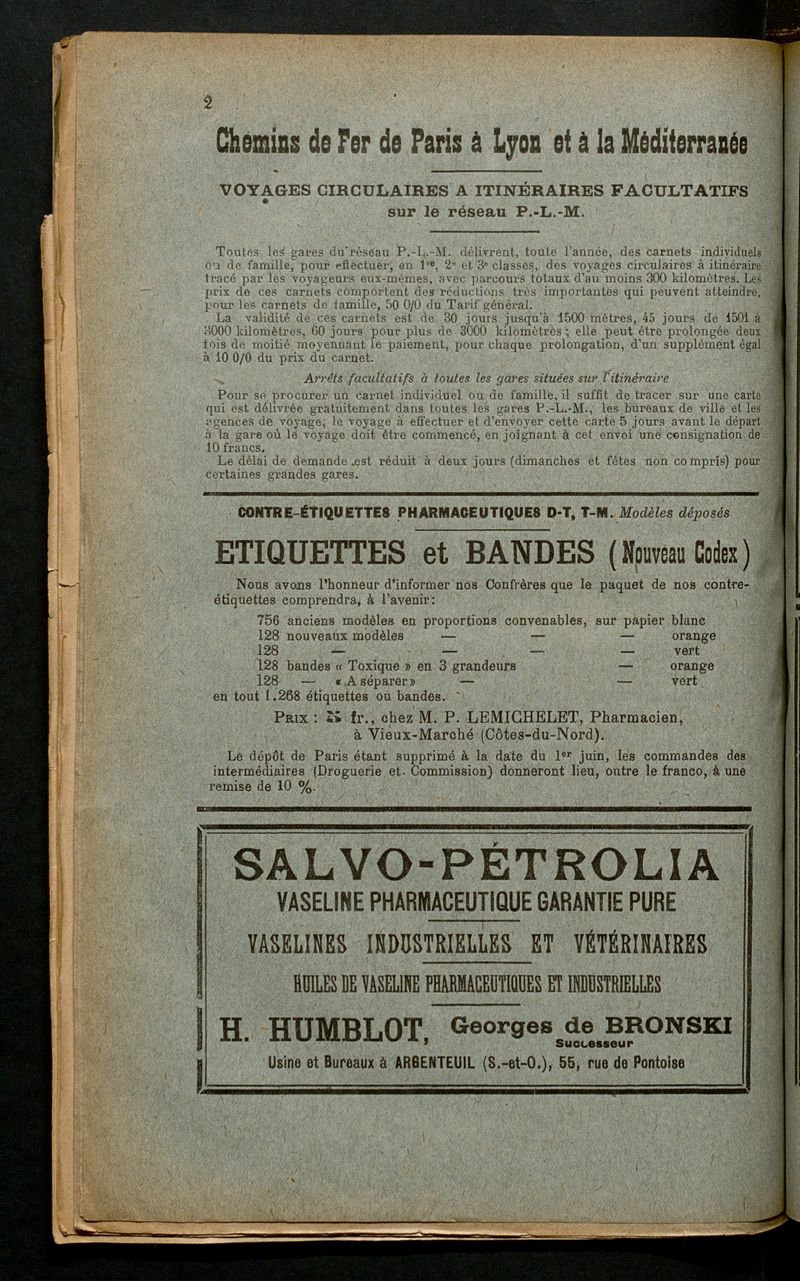 2
Chemins de Fer de Paris à Lyon et à la Méditerranée
VOYAGES CIRCULAIRES A ITINÉRAIRES FACULTATIFS
sur le réseau P.-L.-M.
Toutes les gares du réseau P.-L.-M. délivrent, toute l'année, des carnets individuels
ou de famille, pour effectuer, en 1re, 2e et 3e classes, des voyages circulaires à itinéraire
tracé par les voyageurs eux-mêmes, avec parcours totaux d'au moins 300 kilomètres. Les
prix de ces carnets comportent des réductions très importantes qui peuvent atteindre,
pour les carnets de famille, 50 0/0 du Tarif général.
La validité de ces carnets est de 30 jours jusqu'à 1500 mètres, 45 jours de 1501 à
3000 kilomètres, 60 jours pour plus de 3000 kilomètres ; elle peut être prolongée deux
fois de moitié moyennant le paiement, pour chaque prolongation, d'un supplément égal
à 10 0/0 du prix du carnet.
Arrêts facultatifs à toutes les gares situées sur l'itinéraire
Pour se procurer un carnet individuel ou de famille, il suffit de tracer sur une carte
qui est délivrée gratuitement dans toutes les gares P.-L.-M., les bureaux de ville et les
agences de voyage, le voyage à effectuer et d'envoyer cette carte 5 jours avant le départ
à la gare où le voyage doit être commencé, en joignant à cet envoi une consignation de
10 francs.
Le délai de demande est réduit à deux jours (dimanches et fêtes non compris) pour
certaines grandes gares.
CONTRE-ÉTIQUETTES PHARMACEUTIQUES D-T, T-M. Modèles déposés
ETIQUETTES et BANDES (Nouveau Codex)
Nous avons l'honneur d'informer nos Confrères que le paquet de nos contre-
étiquettes comprendra, à l'avenir :
756 anciens modèles en proportions convenables, sur papier blanc
128 nouveaux modèles — — — orange
128 — — — — vert
128 bandes « Toxique » en 3 grandeurs — orange
128 — « A séparer » — — vert
en tout 1.268 étiquettes ou bandes.
PRIX : fr., chez M. P. LEMICHELET, Pharmacien,
à Vieux-Marché (Côtes-du-Nord).
Le dépôt de Paris étant supprimé à la date du 1er juin, les commandes des
intermédiaires (Droguerie et Commission) donneront lieu, outre le franco, à une
remise de 10 %.
SALVO-PÉTROLIA
VASELINE PHARMACEUTIQUE GARANTIE PURE
VASELINES INDUSTRIELLES ET VÉTÉRINAIRES
HUILES DE VASELINE PHARMACEUTIQUES ET INDUSTRIELLES
H. HUMBLOT, Georges de BRONSKI
Successeur
Usine et Bureaux à ARGENTEUIL (S.-et-O.), 55, rue de Pontoise